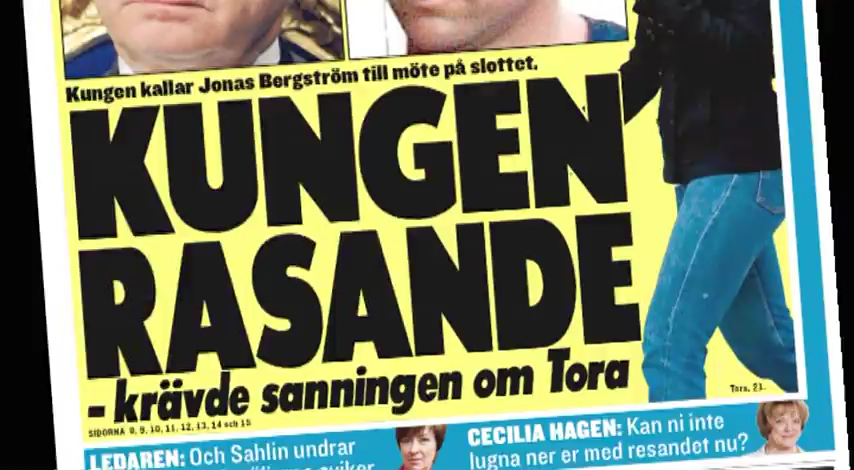 Kungen kallar Jonas Bergström till möte på slottet.
KUNGEN
RASANDE
- krävde sanningen om Tora
SIDORNA 8, 9, 10, 11, 12, 13, 14 och 15
Tora, 21.
LEDAREN: Och Sahlin undrar
CECILIA HAGEN: Kan ni inte
lugna ner er med resandet nu?